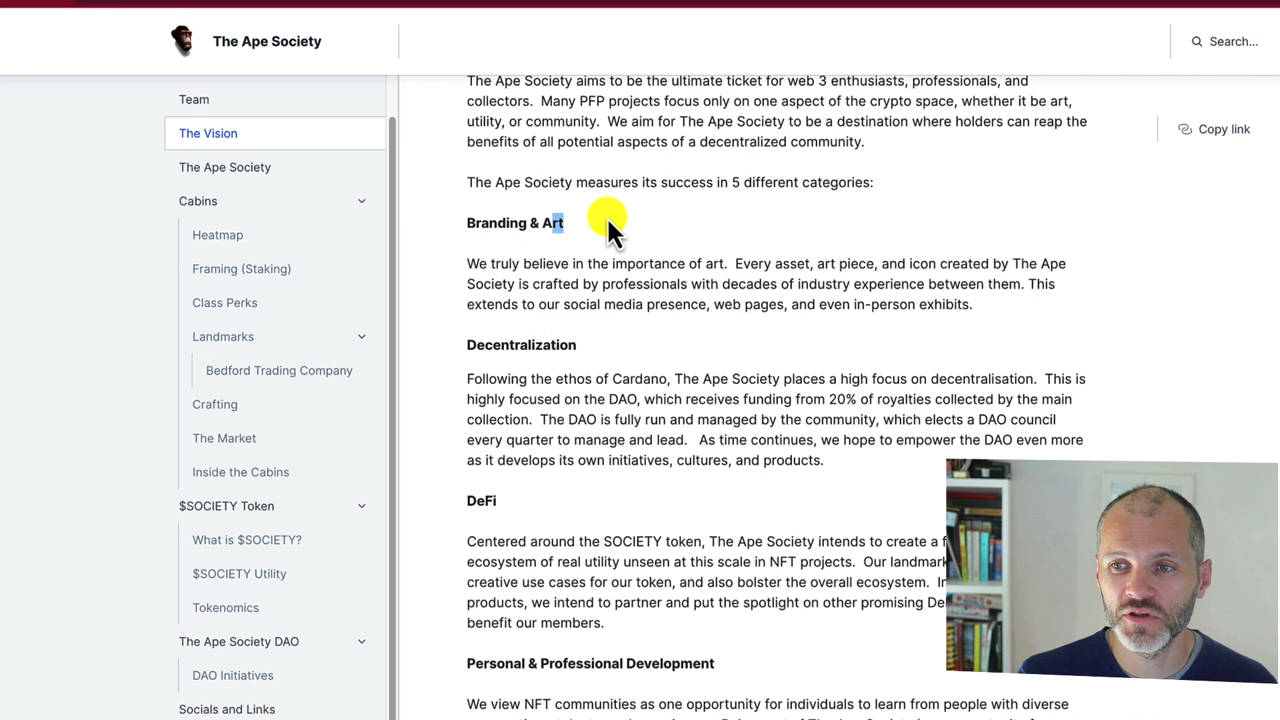 The Ape Society
Search...
Team
The Vision
The Ape Society
Cabins
Heatmap
Framing (Staking)
Class Perks
Landmarks
Bedford Trading Company
Crafting
The Market
Inside the Cabins
$SOCIETY Token
What is $SOCIETY?
$SOCIETY Utility
Tokenomics
The Ape Society DAO
DAO Initiatives
Socials and Links
The Ape Society aims to be the ultimate ticket for web 3 enthusiasts, professionals, and
collectors. Many PFP projects focus only on one aspect of the crypto space, whether it be art,
utility, or community. We aim for The Ape Society to be a destination where holders can reap the
benefits of all potential aspects of a decentralized community.
The Ape Society measures its success in 5 different categories:
Branding & Art
We truly believe in the importance of art. Every asset, art piece, and icon created by The Ape
Society is crafted by professionals with decades of industry experience between them. This
extends to our social media presence, web pages, and even in-person exhibits.
Decentralization
Following the ethos of Cardano, The Ape Society places a high focus on decentralisation. This is
highly focused on the DAO, which receives funding from 20% of royalties collected by the main
collection. The DAO is fully run and managed by the community, which elects a DAO council
every quarter to manage and lead. As time continues, we hope to empower the DAO even more
as it develops its own initiatives, cultures, and products.
DeFi
Centered around the SOCIETY token, The Ape Society intends to create a
ecosystem of real utility unseen at this scale in NFT projects. Our landmar
creative use cases for our token, and also bolster the overall ecosystem.
products, we intend to partner and put the spotlight on other promising De
benefit our members.
Personal & Professional Development
We view NFT communities as one opportunity for individuals to learn from people with diverse
Copy link